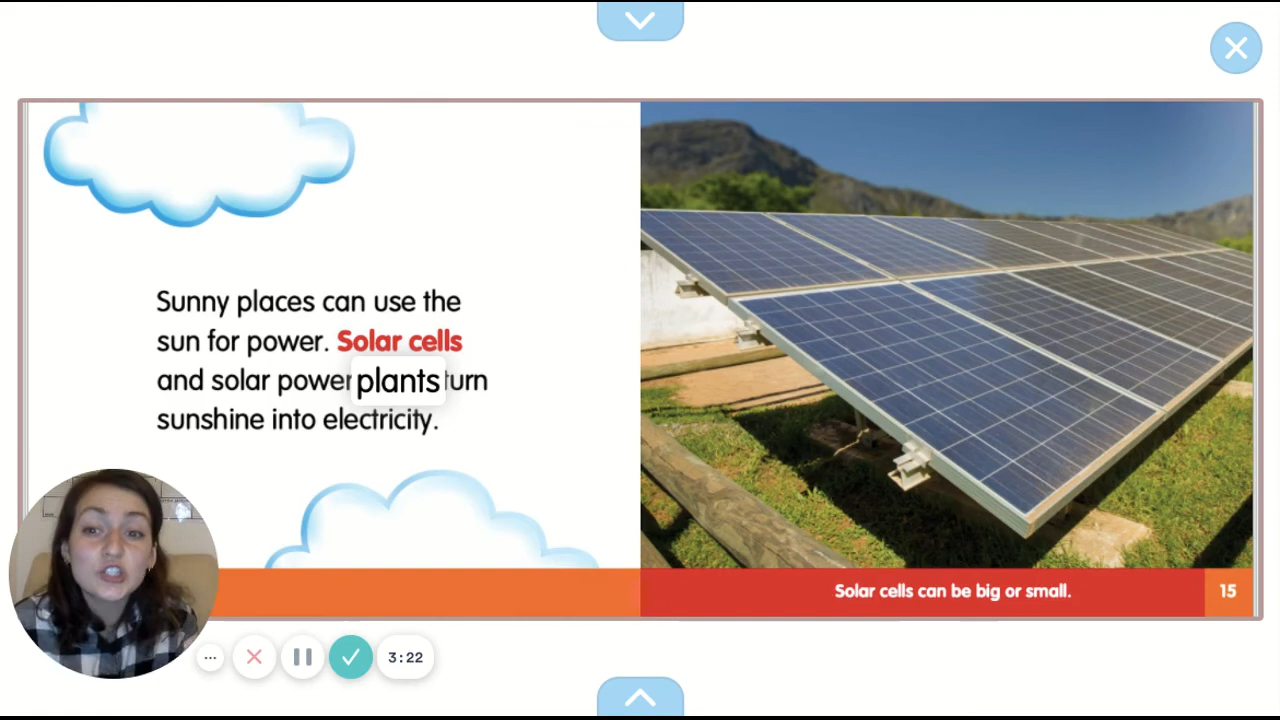 Sunny places can use the
sun for power. Solar cells
and solar power plants turn
sunshine into electricity.
Solar cells can be big or small.
15
...
3:22